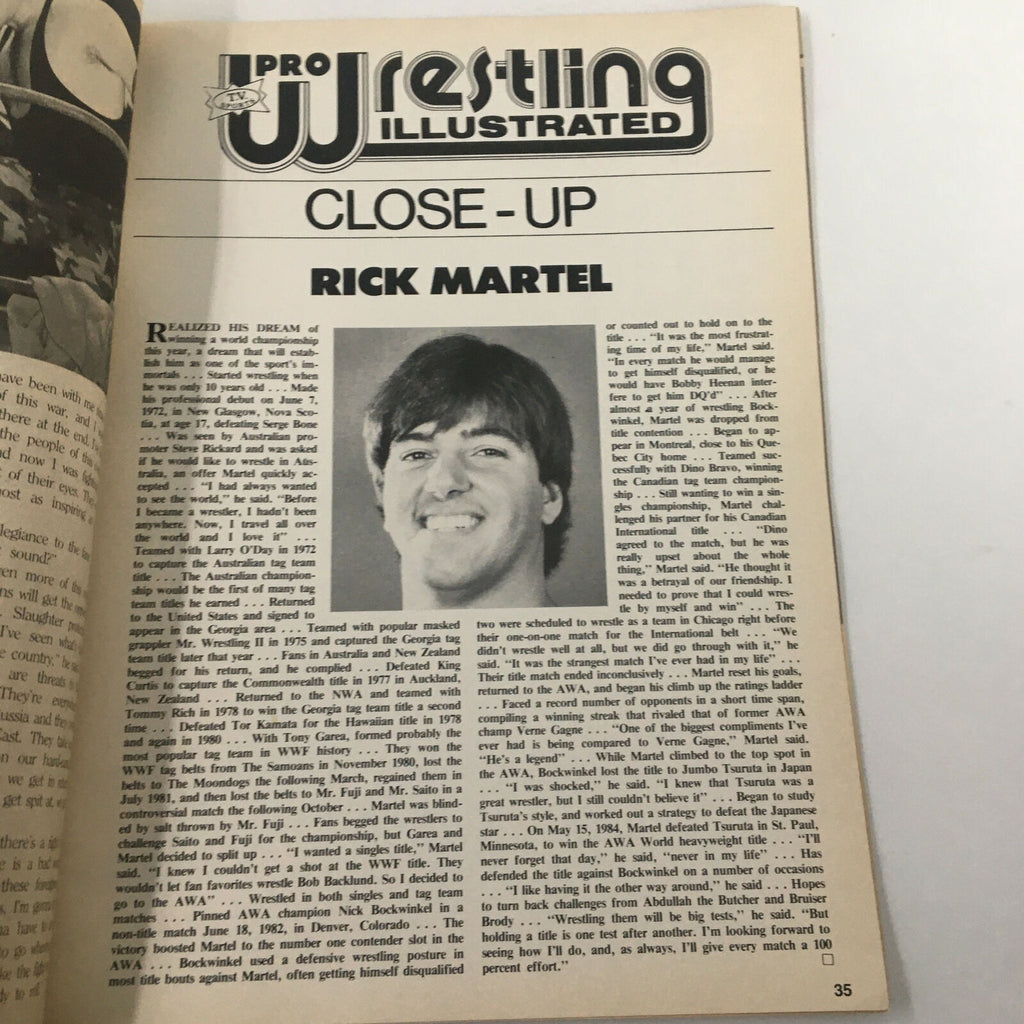 PRO
Wrestling
T.V. SPORTS
ILLUSTRATED
CLOSE-UP
RICK MARTEL
REALIZED HIS DREAM of
winning a world championship
this year, a dream that will estab-
lish him as one of the sport's im-
mortals . . . Started wrestling when
he was only 10 years old . . . Made
his professional debut on June 7,
1972, in New Glasgow, Nova Sco-
tia, at age 17, defeating Serge Bone
. . . Was seen by Australian pro-
moter Steve Rickard and was asked
if he would like to wrestle in Aus-
tralia, an offer Martel quickly ac-
cepted . . . "I had always wanted
to see the world," he said. "Before
I became a wrestler, I hadn't been
anywhere. Now, I travel all over
the world and I love it" . . .
Teamed with Larry O'Day in 1972
to capture the Australian tag team
title . . . The Australian champion-
ship would be the first of many tag
team titles he earned . . . Returned
to the United States and signed to
appear in the Georgia area . . . Teamed with popular masked
grappler Mr. Wrestling II in 1975 and captured the Georgia tag
team title later that year . . . Fans in Australia and New Zealand
begged for his return, and he complied . . . Defeated King
Curtis to capture the Commonwealth title in 1977 in Auckland,
New Zealand . . . Returned to the NWA and teamed with
Tommy Rich in 1978 to win the Georgia tag team title a second
time . . . Defeated Tor Kamata for the Hawaiian title in 1978
and again in 1980 . . . With Tony Garea, formed probably the
most popular tag team in WWF history . . . They won the
WWF tag belts from The Samoans in November 1980, lost the
belts to The Moondogs the following March, regained them in
July 1981, and then lost the belts to Mr. Fuji and Mr. Saito in a
controversial match the following October . . . Martel was blind-
ed by salt thrown by Mr. Fuji . . . Fans begged the wrestlers to
challenge Saito and Fuji for the championship, but Garea and
Martel decided to split up . . . "I wanted a singles title," Martel
said. "I knew I couldn't get a shot at the WWF title. They
wouldn't let fan favorites wrestle Bob Backlund. So I decided to
go to the AWA" . . . Wrestled in both singles and tag team
matches . . . Pinned AWA champion Nick Bockwinkel in a
non-title match June 18, 1982, in Denver, Colorado . . . The
victory boosted Martel to the number one contender slot in the
AWA . . . Bockwinkel used a defensive wrestling posture in
most title bouts against Martel, often getting himself disqualified
or counted out to hold on to the
title . . . "It was the most frustrat-
ing time of my life," Martel said.
"In every match he would manage
to get himself disqualified, or he
would have Bobby Heenan inter-
fere to get him DQ'd" . . . After
almost a year of wrestling Bock-
winkel, Martel was dropped from
title contention . . . Began to ap-
pear in Montreal, close to his Que-
bec City home . . . Teamed suc-
cessfully with Dino Bravo, winning
the Canadian tag team champion-
ship . . . Still wanting to win a sin-
gles championship, Martel chal-
lenged his partner for his Canadian
International title . . . "Dino
agreed to the match, but he was
really upset about the whole
thing," Martel said. "He thought it
was a betrayal of our friendship. I
needed to prove that I could wres-
tle by myself and win" . . . The
two were scheduled to wrestle as a team in Chicago right before
their one-on-one match for the International belt . . . "We
didn't wrestle well at all, but we did go through with it," he
said. "It was the strangest match I've ever had in my life" . . .
Their title match ended inconclusively . . . Martel reset his goals,
returned to the AWA, and began his climb up the ratings ladder
. . . Faced a record number of opponents in a short time span,
compiling a winning streak that rivaled that of former AWA
champ Verne Gagne . . . "One of the biggest compliments I've
ever had is being compared to Verne Gagne," Martel said.
"He's a legend" . . . While Martel climbed to the top spot in
the AWA, Bockwinkel lost the title to Jumbo Tsuruta in Japan
. . . "I was shocked," he said. "I knew that Tsuruta was a
great wrestler, but I still couldn't believe it" . . . Began to study
Tsuruta's style, and worked out a strategy to defeat the Japanese
star . . . On May 15, 1984, Martel defeated Tsuruta in St. Paul,
Minnesota, to win the AWA World heavyweight title . . . "I'll
never forget that day," he said, "never in my life" . . . Has
defended the title against Bockwinkel on a number of occasions
. . . "I like having it the other way around," he said . . . Hopes
to turn back challenges from Abdullah the Butcher and Bruiser
Brody . . . "Wrestling them will be big tests," he said. "But
holding a title is one test after another. I'm looking forward to
seeing how I'll do, and, as always, I'll give every match a 100
percent effort."
35